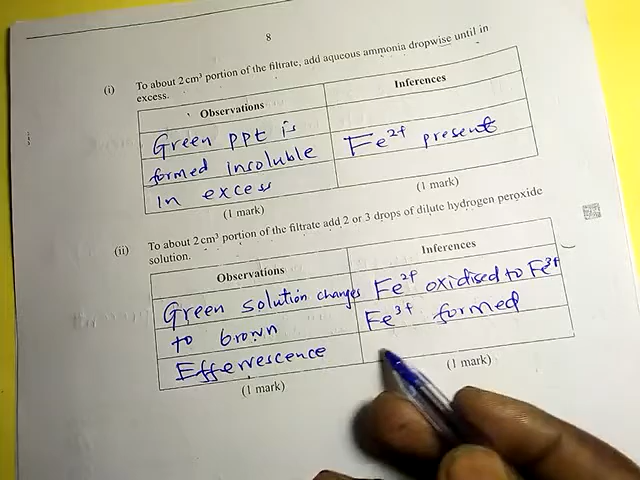 8
(i) To about 2 cm³ portion of the filtrate, add aqueous ammonia dropwise until in
excess.
Observations Inferences
Green ppt is
formed insoluble
in excess
Fe²⁺ present
(1 mark) (1 mark)
(ii) To about 2 cm³ portion of the filtrate add 2 or 3 drops of dilute hydrogen peroxide
solution.
Observations Inferences
Green solution changes
to brown
Effervescence
Fe²⁺ oxidised to Fe³⁺
Fe³⁺ formed
(1 mark) (1 mark)